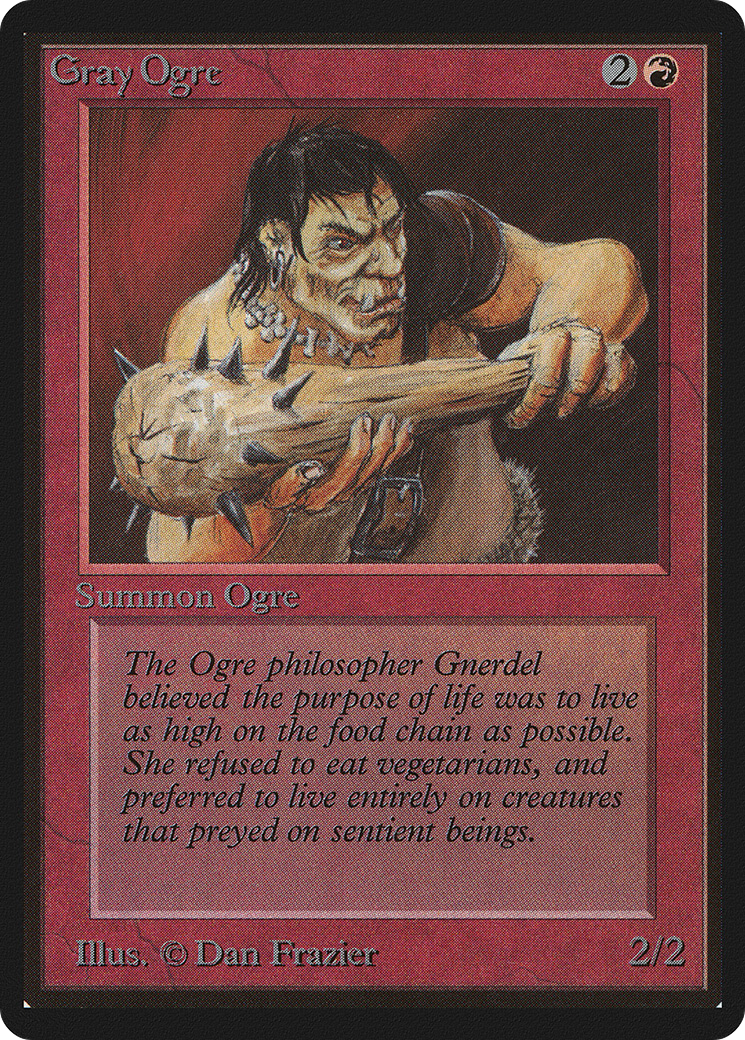 Gray Ogre 2
Summon Ogre
The Ogre philosopher Gnerdel
believed the purpose of life was to live
as high on the food chain as possible.
She refused to eat vegetarians, and
preferred to live entirely on creatures
that preyed on sentient beings.
Illus. © Dan Frazier 2/2